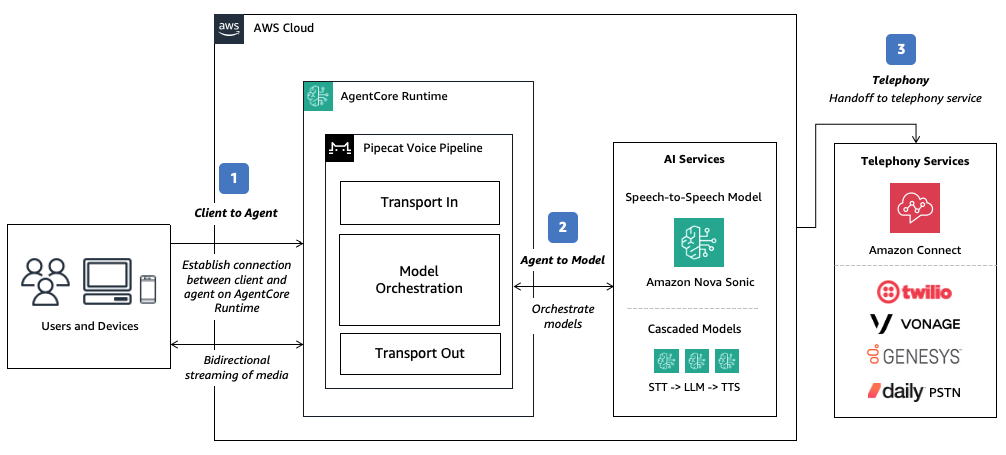 aws
AWS Cloud
3
Telephony
Handoff to telephony service
AgentCore Runtime
Pipecat Voice Pipeline
Transport In
Model
Orchestration
Transport Out
1
Client to Agent
Establish connection
between client and
agent on AgentCore
Runtime
Bidirectional
streaming of media
Users and Devices
2
Agent to Model
Orchestrate
models
AI Services
Speech-to-Speech Model
Amazon Nova Sonic
Cascaded Models
STT -> LLM -> TTS
Telephony Services
Amazon Connect
twilio
VONAGE
GENESYS™
daily PSTN